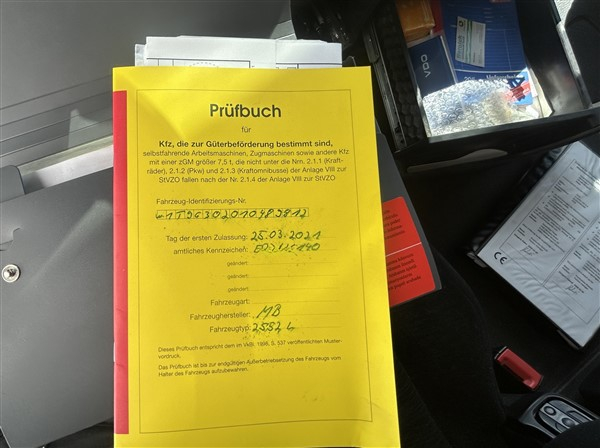 Prüfbuch
für
Kfz, die zur Güterbeförderung bestimmt sind,
selbstfahrende Arbeitsmaschinen, Zugmaschinen sowie andere Kfz
mit einer zGM größer 7,5 t, die nicht unter die Nrn. 2.1.1 (Kraft-
räder), 2.1.2 (Pkw) und 2.1.3 (Kraftomnibusse) der Anlage VIII zur
StVZO fallen nach der Nr. 2.1.4 der Anlage VIII zur StVZO
Fahrzeug-Identifizierungs-Nr.
Tag der ersten Zulassung: 25.03.2021
amtliches Kennzeichen:
geändert:
geändert:
geändert:
Fahrzeugart:
Fahrzeughersteller: MB
Fahrzeugtyp: 2552 L
Dieses Prüfbuch entspricht dem im VkBl. 1998, S. 537 veröffentlichten Muster-
vordruck.
Das Prüfbuch ist bis zur endgültigen Außerbetriebsetzung des Fahrzeugs vom
Halter des Fahrzeugs aufzubewahren.
VDO
CE